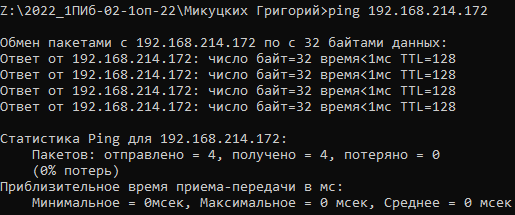 Z:\2022_1ПИб-02-1оп-22\Микуцких Григорий>ping 192.168.214.172
Обмен пакетами с 192.168.214.172 по с 32 байтами данных:
Ответ от 192.168.214.172: число байт=32 время<1мс TTL=128
Ответ от 192.168.214.172: число байт=32 время<1мс TTL=128
Ответ от 192.168.214.172: число байт=32 время<1мс TTL=128
Ответ от 192.168.214.172: число байт=32 время<1мс TTL=128
Статистика Ping для 192.168.214.172:
Пакетов: отправлено = 4, получено = 4, потеряно = 0
(0% потерь)
Приблизительное время приема-передачи в мс:
Минимальное = 0мсек, Максимальное = 0 мсек, Среднее = 0 мсек